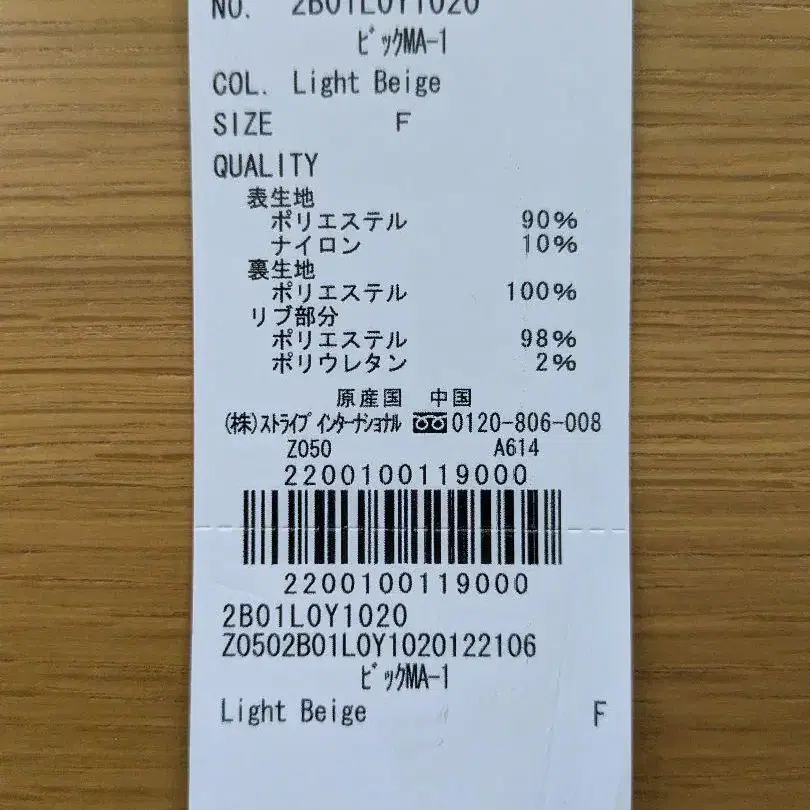 NO. 2B01L0Y1020
ビックMA-1
COL. Light Beige
SIZE F
QUALITY
表生地
ポリエステル 90%
ナイロン 10%
裏生地
ポリエステル 100%
リブ部分
ポリエステル 98%
ポリウレタン 2%
原産国 中国
(株)ストライプインターナショナル 0120-806-008
Z050 A614
2200100119000
2200100119000
2B01L0Y1020
Z0502B01L0Y1020122106
ビックMA-1
Light Beige F